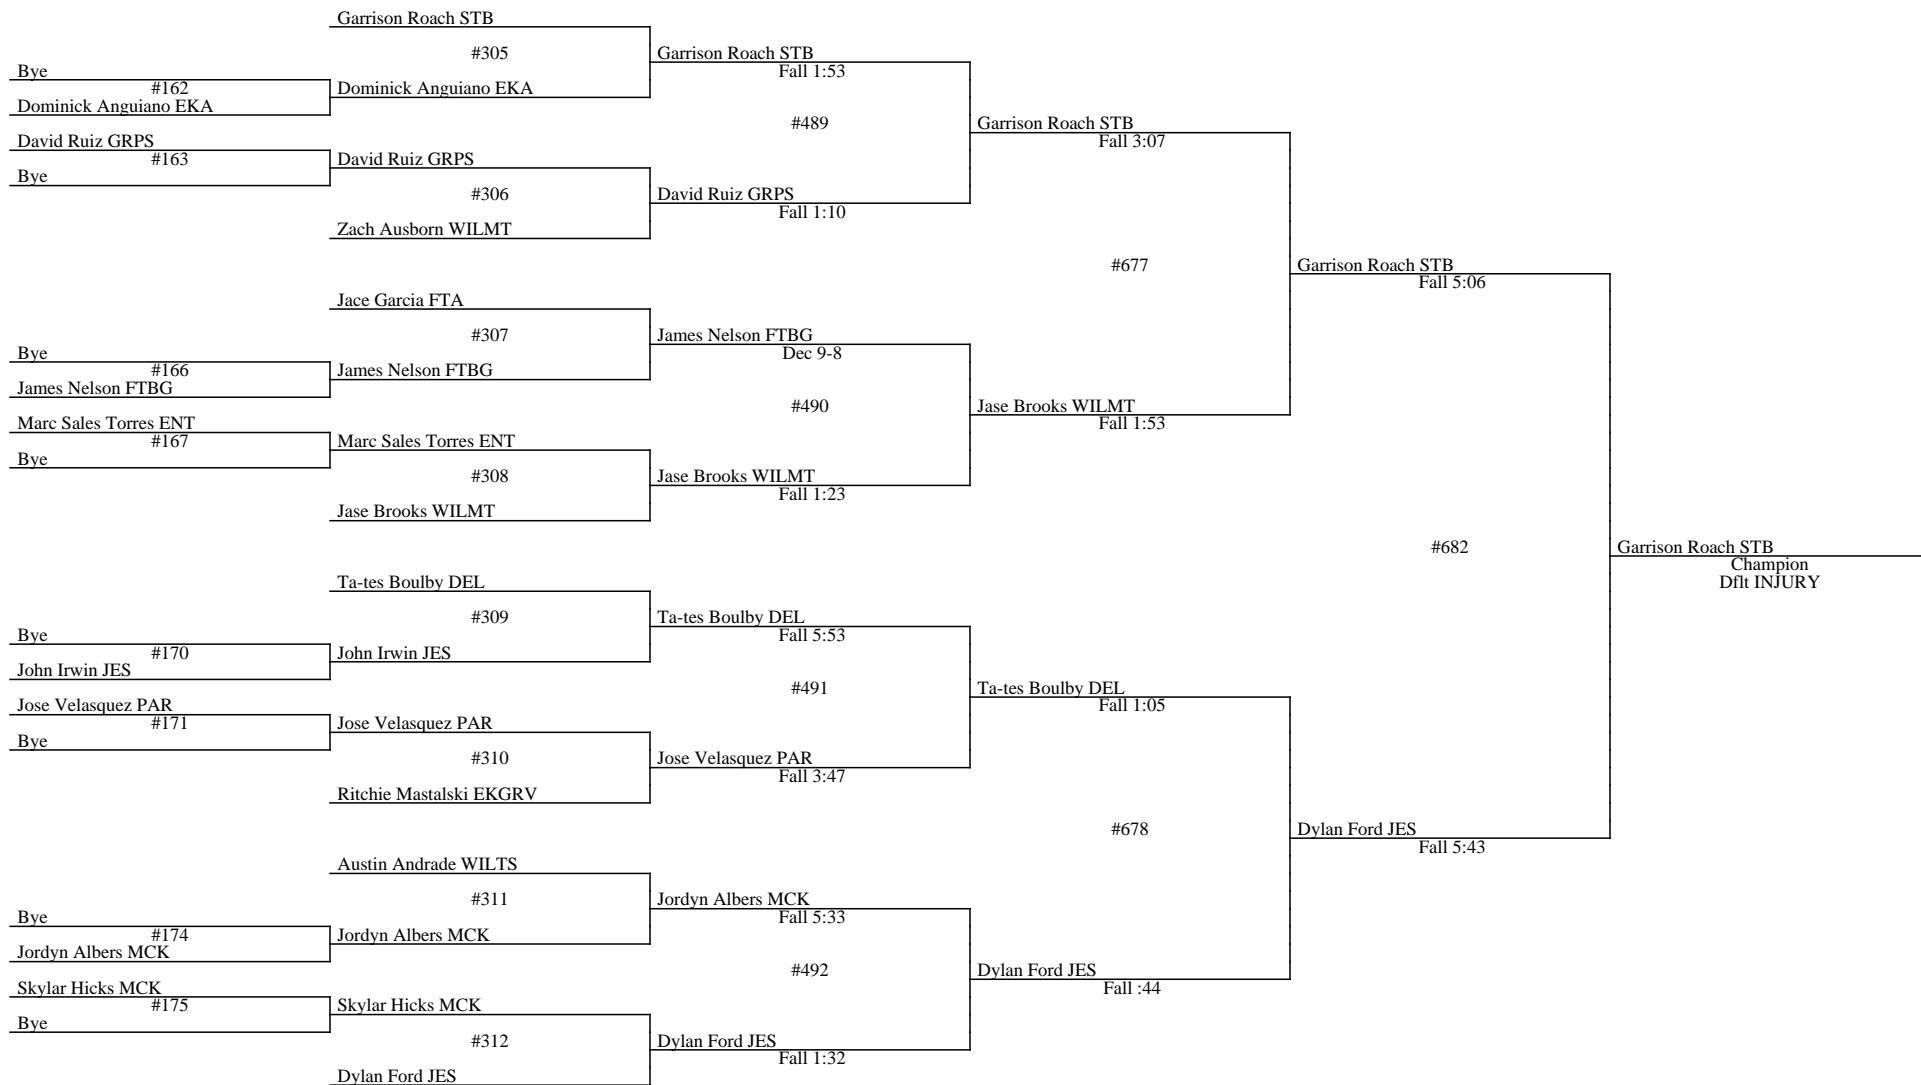 Garrison Roach STB
#305
Garrison Roach STB
Fall 1:53
Bye
#162
Dominick Anguiano EKA
Dominick Anguiano EKA
#489
Garrison Roach STB
Fall 3:07
David Ruiz GRPS
#163
David Ruiz GRPS
Bye
#306
David Ruiz GRPS
Fall 1:10
Zach Ausborn WILMT
#677
Garrison Roach STB
Fall 5:06
Jace Garcia FTA
#307
James Nelson FTBG
Dec 9-8
Bye
#166
James Nelson FTBG
James Nelson FTBG
#490
Jase Brooks WILMT
Fall 1:53
Marc Sales Torres ENT
#167
Marc Sales Torres ENT
Bye
#308
Jase Brooks WILMT
Fall 1:23
Jase Brooks WILMT
#682
Garrison Roach STB
Champion
Dflt INJURY
Ta-tes Boulby DEL
#309
Ta-tes Boulby DEL
Fall 5:53
Bye
#170
John Irwin JES
John Irwin JES
#491
Ta-tes Boulby DEL
Fall 1:05
Jose Velasquez PAR
#171
Jose Velasquez PAR
Bye
#310
Jose Velasquez PAR
Fall 3:47
Ritchie Mastalski EKGRV
#678
Dylan Ford JES
Fall 5:43
Austin Andrade WILTS
#311
Jordyn Albers MCK
Fall 5:33
Bye
#174
Jordyn Albers MCK
Jordyn Albers MCK
#492
Dylan Ford JES
Fall :44
Skylar Hicks MCK
#175
Skylar Hicks MCK
Bye
#312
Dylan Ford JES
Fall 1:32
Dylan Ford JES